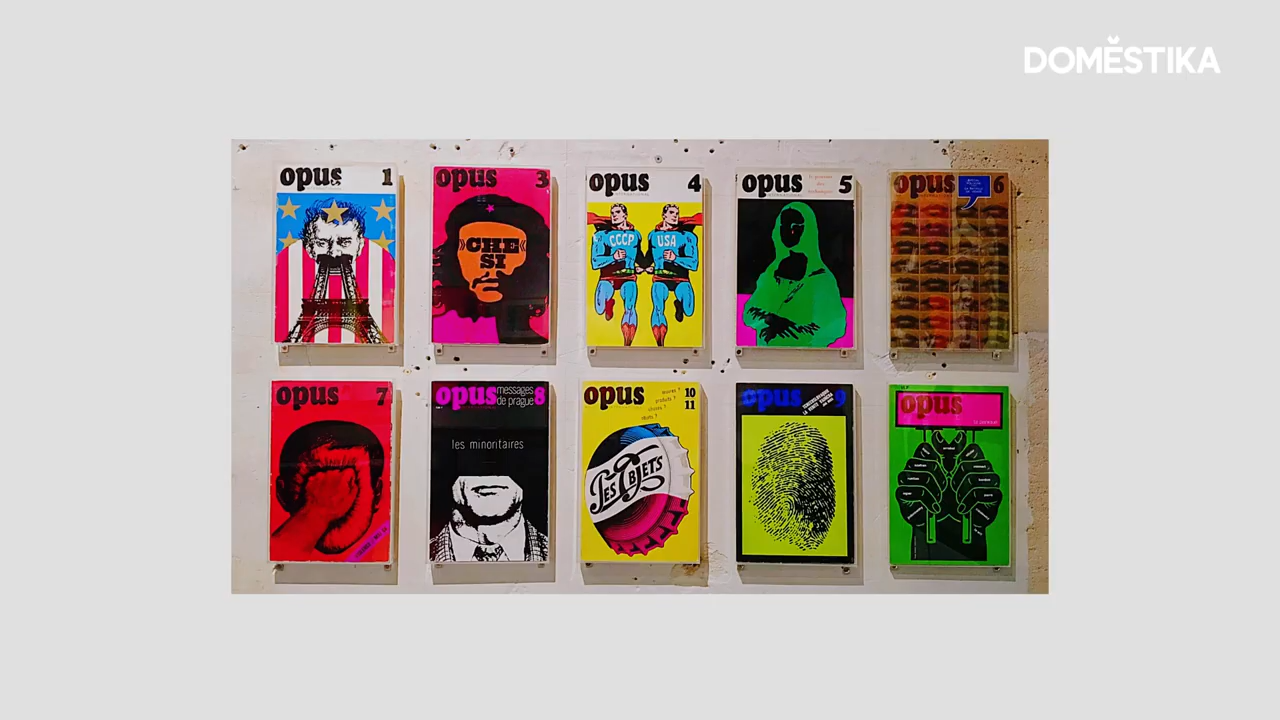 DOMESTIKA
opus 1
opus 3
»CHE«
SI
opus 4
CCCP
USA
opus 5
opus 6
opus 7
opus
messages
de prague
8
les minoritaires
opus
10
11
œuvres ?
produits ?
choses ?
objets ?
LES OBJETS
opus 9
opus